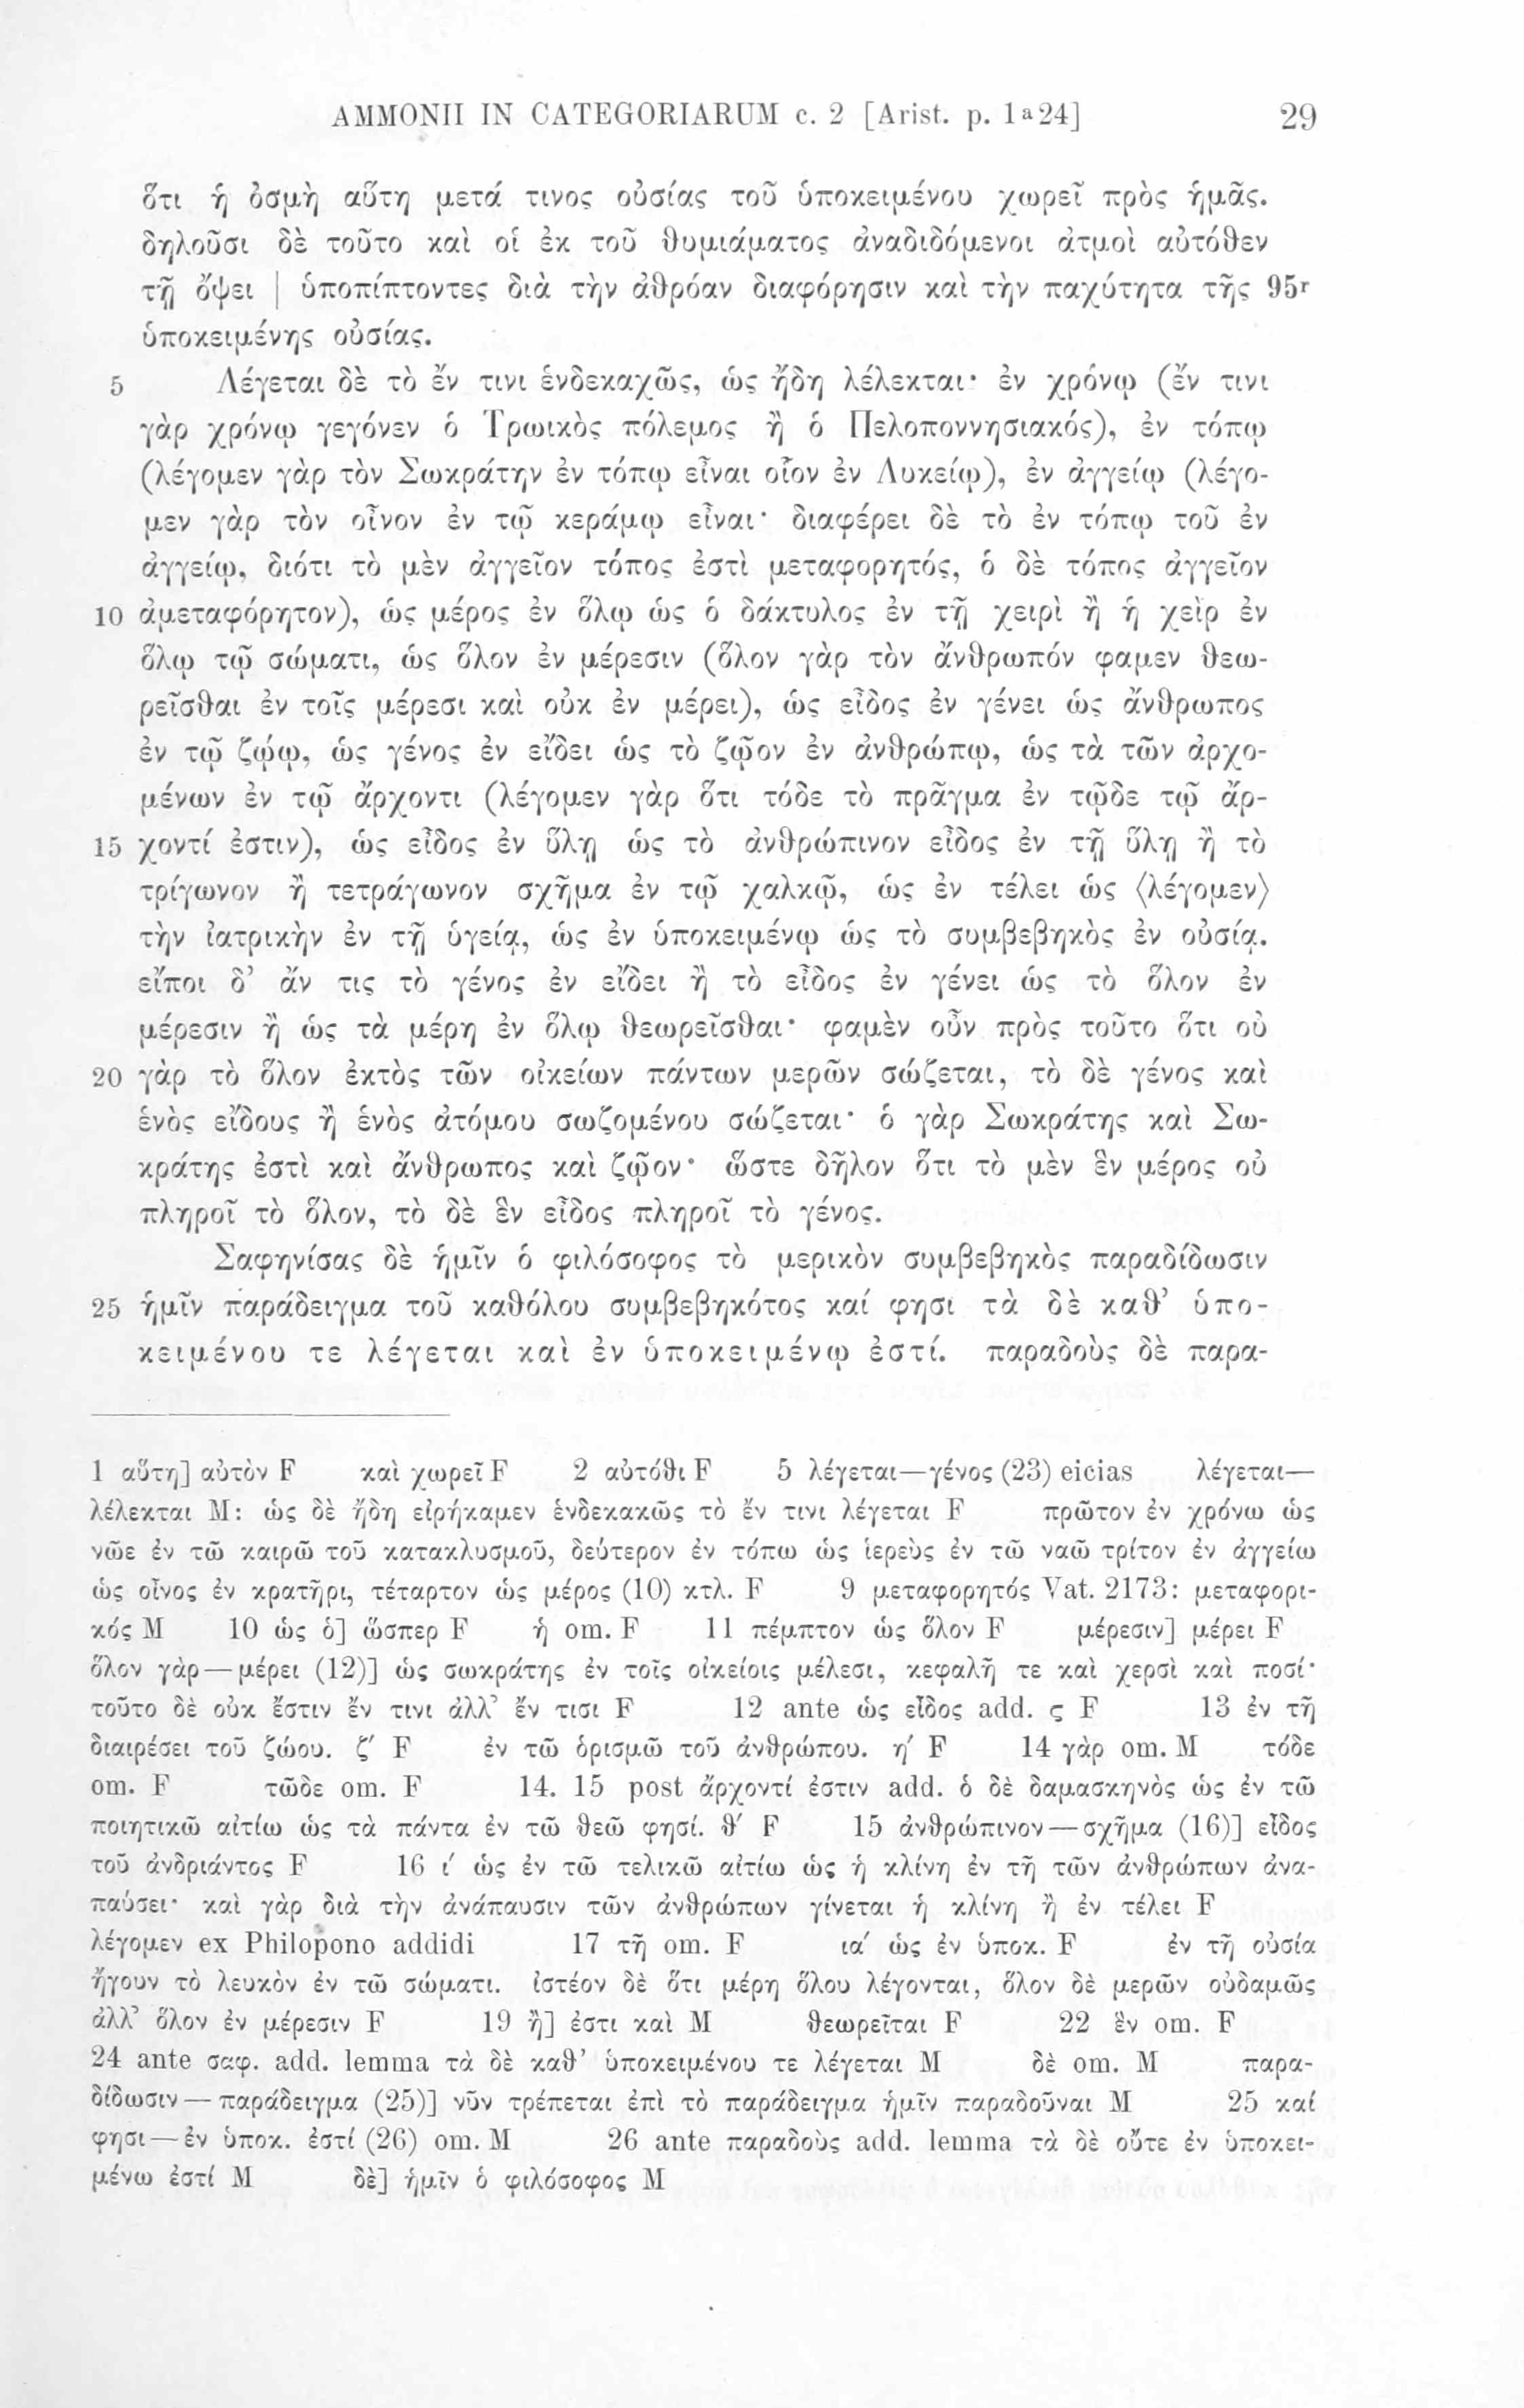 AMMONII IN CATEGORIARUM c. 2 [Arist. p. 1a24] 29
ὅτι ἡ ὀσμὴ αὕτη μετά τινος οὐσίας τοῦ ὑποκειμένου χωρεῖ πρὸς ἡμᾶς.
δηλοῦσι δὲ τοῦτο καὶ οἱ ἐκ τοῦ θυμιάματος ἀναδιδόμενοι ἀτμοὶ αὐτόθεν
τῇ ὄψει | ὑποπίπτοντες διὰ τὴν ἀθρόαν διαφόρησιν καὶ τὴν παχύτητα τῆς 95r
ὑποκειμένης οὐσίας.
5 Λέγεται δὲ τὸ ἔν τινι ἑνδεκαχῶς, ὡς ἤδη λέλεκται· ἐν χρόνῳ (ἔν τινι
γὰρ χρόνῳ γεγόνεν ὁ Τρωικὸς πόλεμος ἢ ὁ Πελοποννησιακός), ἐν τόπῳ
(λέγομεν γὰρ τὸν Σωκράτην ἐν τόπῳ εἶναι οἷον ἐν Λυκείῳ), ἐν ἀγγείῳ (λέγο-
μεν γὰρ τὸν οἶνον ἐν τῷ κεράμῳ εἶναι· διαφέρει δὲ τὸ ἐν τόπῳ τοῦ ἐν
ἀγγείῳ, διότι τὸ μὲν ἀγγεῖον τόπος ἐστὶ μεταφορητός, ὁ δὲ τόπος ἀγγεῖον
10 ἀμεταφόρητον), ὡς μέρος ἐν ὅλῳ ὡς ὁ δάκτυλος ἐν τῇ χειρὶ ἢ ἡ χεὶρ ἐν
ὅλῳ τῷ σώματι, ὡς ὅλον ἐν μέρεσιν (ὅλον γὰρ τὸν ἄνθρωπόν φαμεν θεω-
ρεῖσθαι ἐν τοῖς μέρεσι καὶ οὐκ ἐν μέρει), ὡς εἶδος ἐν γένει ὡς ἄνθρωπος
ἐν τῷ ζῴῳ, ὡς γένος ἐν εἴδει ὡς τὸ ζῷον ἐν ἀνθρώπῳ, ὡς τὰ τῶν ἀρχο-
μένων ἐν τῷ ἄρχοντι (λέγομεν γὰρ ὅτι τόδε τὸ πρᾶγμα ἐν τῷδε τῷ ἄρ-
15 χοντί ἐστιν), ὡς εἶδος ἐν ὕλῃ ὡς τὸ ἀνθρώπινον εἶδος ἐν τῇ ὕλῃ ἢ τὸ
τρίγωνον ἢ τετράγωνον σχῆμα ἐν τῷ χαλκῷ, ὡς ἐν τέλει ὡς ⟨λέγομεν⟩
τὴν ἰατρικὴν ἐν τῇ ὑγείᾳ, ὡς ἐν ὑποκειμένῳ ὡς τὸ συμβεβηκὸς ἐν οὐσίᾳ.
εἴποι δ’ ἄν τις τὸ γένος ἐν εἴδει ἢ τὸ εἶδος ἐν γένει ὡς τὸ ὅλον ἐν
μέρεσιν ἢ ὡς τὰ μέρη ἐν ὅλῳ θεωρεῖσθαι· φαμὲν οὖν πρὸς τοῦτο ὅτι οὐ
20 γὰρ τὸ ὅλον ἐκτὸς τῶν οἰκείων πάντων μερῶν σώζεται, τὸ δὲ γένος καὶ
ἑνὸς εἴδους ἢ ἑνὸς ἀτόμου σωζομένου σώζεται· ὁ γὰρ Σωκράτης καὶ Σω-
κράτης ἐστὶ καὶ ἄνθρωπος καὶ ζῷον· ὥστε δῆλον ὅτι τὸ μὲν ἓν μέρος οὐ
πληροῖ τὸ ὅλον, τὸ δὲ ἓν εἶδος πληροῖ τὸ γένος.
Σαφηνίσας δὲ ἡμῖν ὁ φιλόσοφος τὸ μερικὸν συμβεβηκὸς παραδίδωσιν
25 ἡμῖν παράδειγμα τοῦ καθόλου συμβεβηκότος καί φησι τὰ δὲ καθ’ ὑπο-
κειμένου τε λέγεται καὶ ἐν ὑποκειμένῳ ἐστί. παραδοὺς δὲ παρα-
1 αὕτη] αὐτὸν F καὶ χωρεῖ F 2 αὐτόθι F 5 λέγεται—γένος (23) eicias λέγεται—
λέλεκται M: ὡς δὲ ἤδη εἰρήκαμεν ἑνδεκακῶς τὸ ἔν τινι λέγεται F πρῶτον ἐν χρόνω ὡς
νῶε ἐν τῶ καιρῶ τοῦ κατακλυσμοῦ, δεύτερον ἐν τόπω ὡς ἱερεὺς ἐν τῶ ναῶ τρίτον ἐν ἀγγείω
ὡς οἶνος ἐν κρατῆρι, τέταρτον ὡς μέρος (10) κτλ. F 9 μεταφορητός Vat. 2173: μεταφορι-
κός M 10 ὡς ὁ] ὥσπερ F ἡ om. F 11 πέμπτον ὡς ὅλον F μέρεσιν] μέρει F
ὅλον γὰρ—μέρει (12)] ὡς σωκράτης ἐν τοῖς οἰκείοις μέλεσι, κεφαλῆ τε καὶ χερσὶ καὶ ποσί·
τοῦτο δὲ οὐκ ἔστιν ἔν τινι ἀλλ’ ἔν τισι F 12 ante ὡς εἶδος add. ς F 13 ἐν τῆ
διαιρέσει τοῦ ζώου. ζ′ F ἐν τῶ ὁρισμῶ τοῦ ἀνθρώπου. η′ F 14 γὰρ om. M τόδε
om. F τῶδε om. F 14. 15 post ἄρχοντί ἐστιν add. ὁ δὲ δαμασκηνὸς ὡς ἐν τῶ
ποιητικῶ αἰτίω ὡς τὰ πάντα ἐν τῶ θεῶ φησί. θ′ F 15 ἀνθρώπινον—σχῆμα (16)] εἶδος
τοῦ ἀνδριάντος F 16 ι′ ὡς ἐν τῶ τελικῶ αἰτίω ὡς ἡ κλίνη ἐν τῆ τῶν ἀνθρώπων ἀνα-
παύσει· καὶ γὰρ διὰ τὴν ἀνάπαυσιν τῶν ἀνθρώπων γίνεται ἡ κλίνη ἢ ἐν τέλει F
λέγομεν ex Philopono addidi 17 τῆ om. F ια′ ὡς ἐν ὑποκ. F ἐν τῆ οὐσία
ἤγουν τὸ λευκὸν ἐν τῶ σώματι. ἰστέον δὲ ὅτι μέρη ὅλου λέγονται, ὅλον δὲ μερῶν οὐδαμῶς
ἀλλ’ ὅλον ἐν μέρεσιν F 19 ἢ] ἐστι καὶ M θεωρεῖται F 22 ἓν om. F
24 ante σαφ. add. lemma τὰ δὲ καθ’ ὑποκειμένου τε λέγεται M δὲ om. M παρα-
δίδωσιν—παράδειγμα (25)] νῦν τρέπεται ἐπὶ τὸ παράδειγμα ἡμῖν παραδοῦναι M 25 καί
φησι—ἐν ὑποκ. ἐστί (26) om. M 26 ante παραδοὺς add. lemma τὰ δὲ οὔτε ἐν ὑποκει-
μένω ἐστί M δὲ] ἡμῖν ὁ φιλόσοφος M